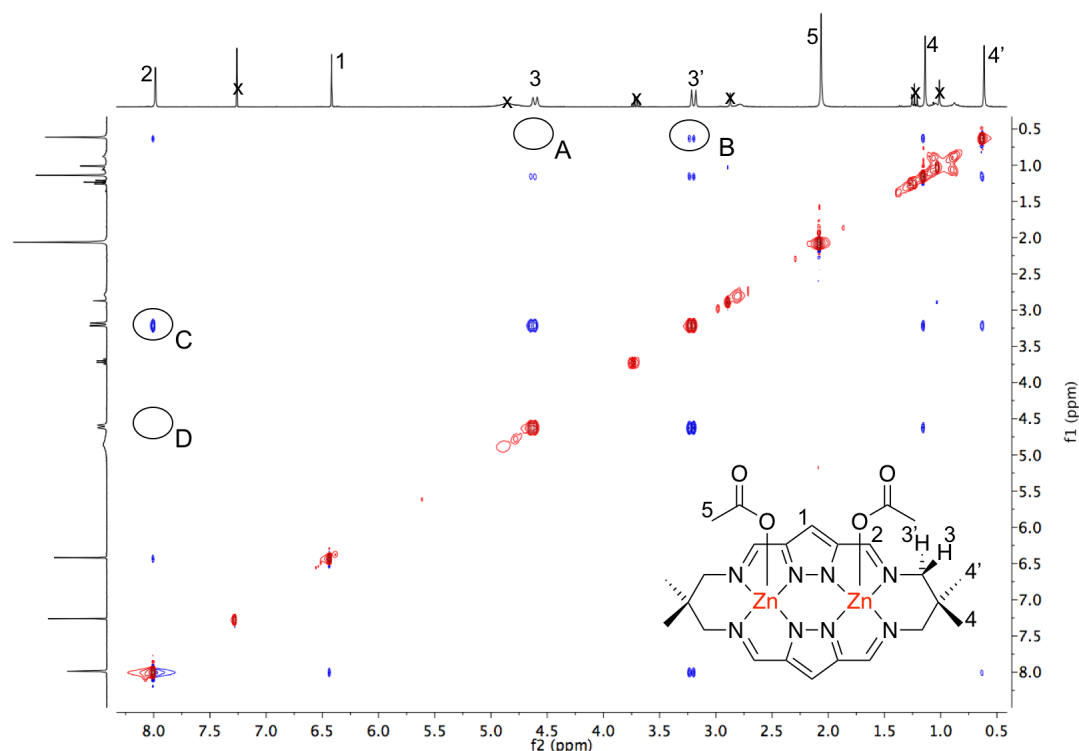 2 x 1 x 3 x 3' x 5 x 4 x 4'
A B
C
D
0.5
1.0
1.5
2.0
2.5
3.0
3.5
4.0
4.5
5.0
5.5
6.0
6.5
7.0
7.5
8.0
f1 (ppm)
O O
5 O 1 O 2 3' H 3 H
N N N N 4'
Zn Zn
N N N N 4
8.0 7.5 7.0 6.5 6.0 5.5 5.0 4.5 4.0 3.5 3.0 2.5 2.0 1.5 1.0 0.5
f2 (ppm)